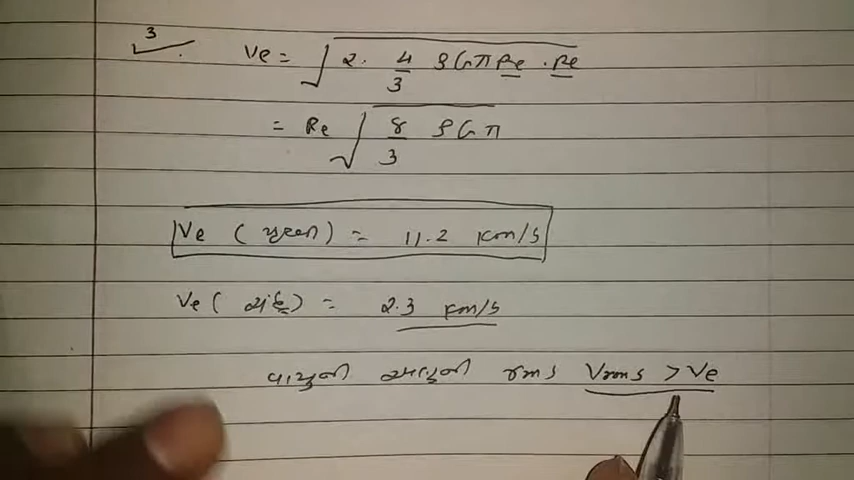 3. Ve = √(2 · 4/3 ρGπRe · Re)
= Re √(8/3 ρGπ)
Ve (પૃથ્વી) = 11.2 Km/s
Ve (ચંદ્ર) = 2.3 km/s
વાયુની rms Vrms > Ve